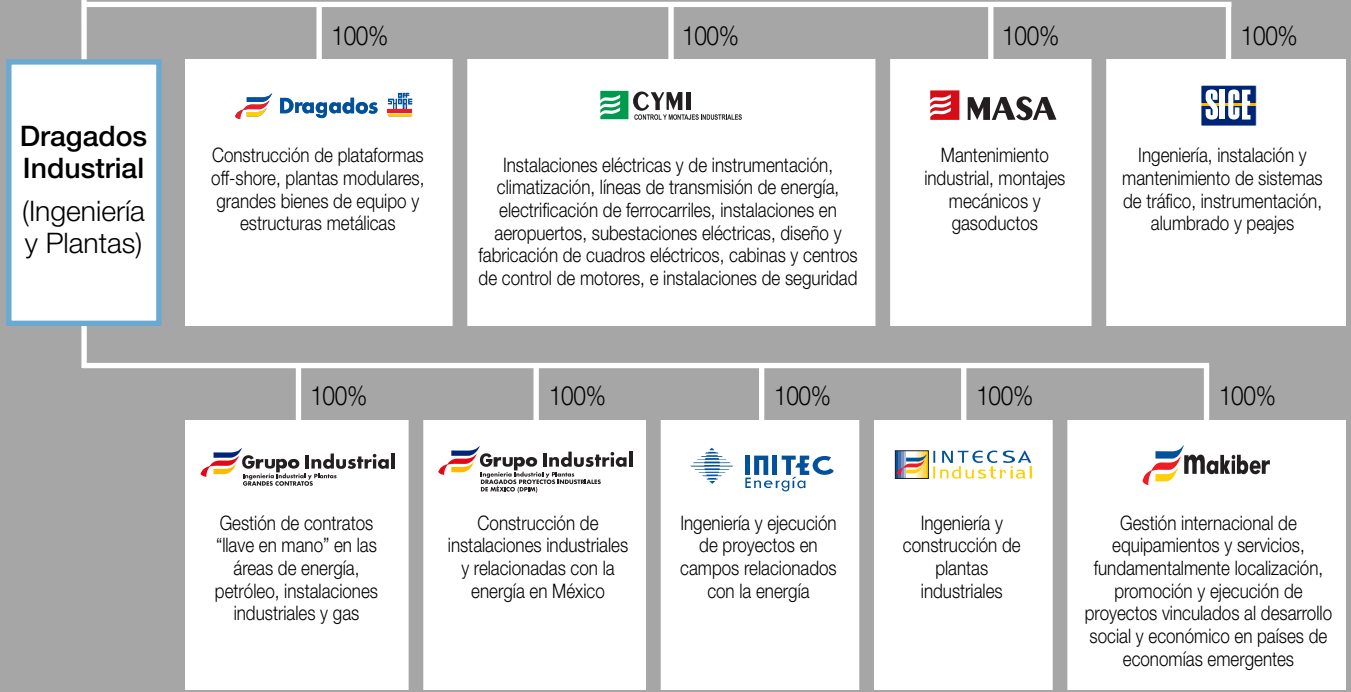 100%
100%
100%
100%
Dragados
Industrial
(Ingeniería
y Plantas)
Dragados OFF SHORE
Construcción de plataformas
off-shore, plantas modulares,
grandes bienes de equipo y
estructuras metálicas
CYMI
CONTROL Y MONTAJES INDUSTRIALES
Instalaciones eléctricas y de instrumentación,
climatización, líneas de transmisión de energía,
electrificación de ferrocarriles, instalaciones en
aeropuertos, subestaciones eléctricas, diseño y
fabricación de cuadros eléctricos, cabinas y centros
de control de motores, e instalaciones de seguridad
MASA
Mantenimiento
industrial, montajes
mecánicos y
gasoductos
SICE
Ingeniería, instalación y
mantenimiento de sistemas
de tráfico, instrumentación,
alumbrado y peajes
100%
100%
100%
100%
100%
Grupo Industrial
Ingeniería Industrial y Plantas
GRANDES CONTRATOS
Gestión de contratos
“llave en mano” en las
áreas de energía,
petróleo, instalaciones
industriales y gas
Grupo Industrial
Ingeniería Industrial y Plantas
DRAGADOS PROYECTOS INDUSTRIALES
DE MÉXICO (DPIM)
Construcción de
instalaciones industriales
y relacionadas con la
energía en México
INITEC
Energía
Ingeniería y ejecución
de proyectos en
campos relacionados
con la energía
INTECSA
Industrial
Ingeniería y
construcción de
plantas
industriales
Makiber
Gestión internacional de
equipamientos y servicios,
fundamentalmente localización,
promoción y ejecución de
proyectos vinculados al desarrollo
social y económico en países de
economías emergentes